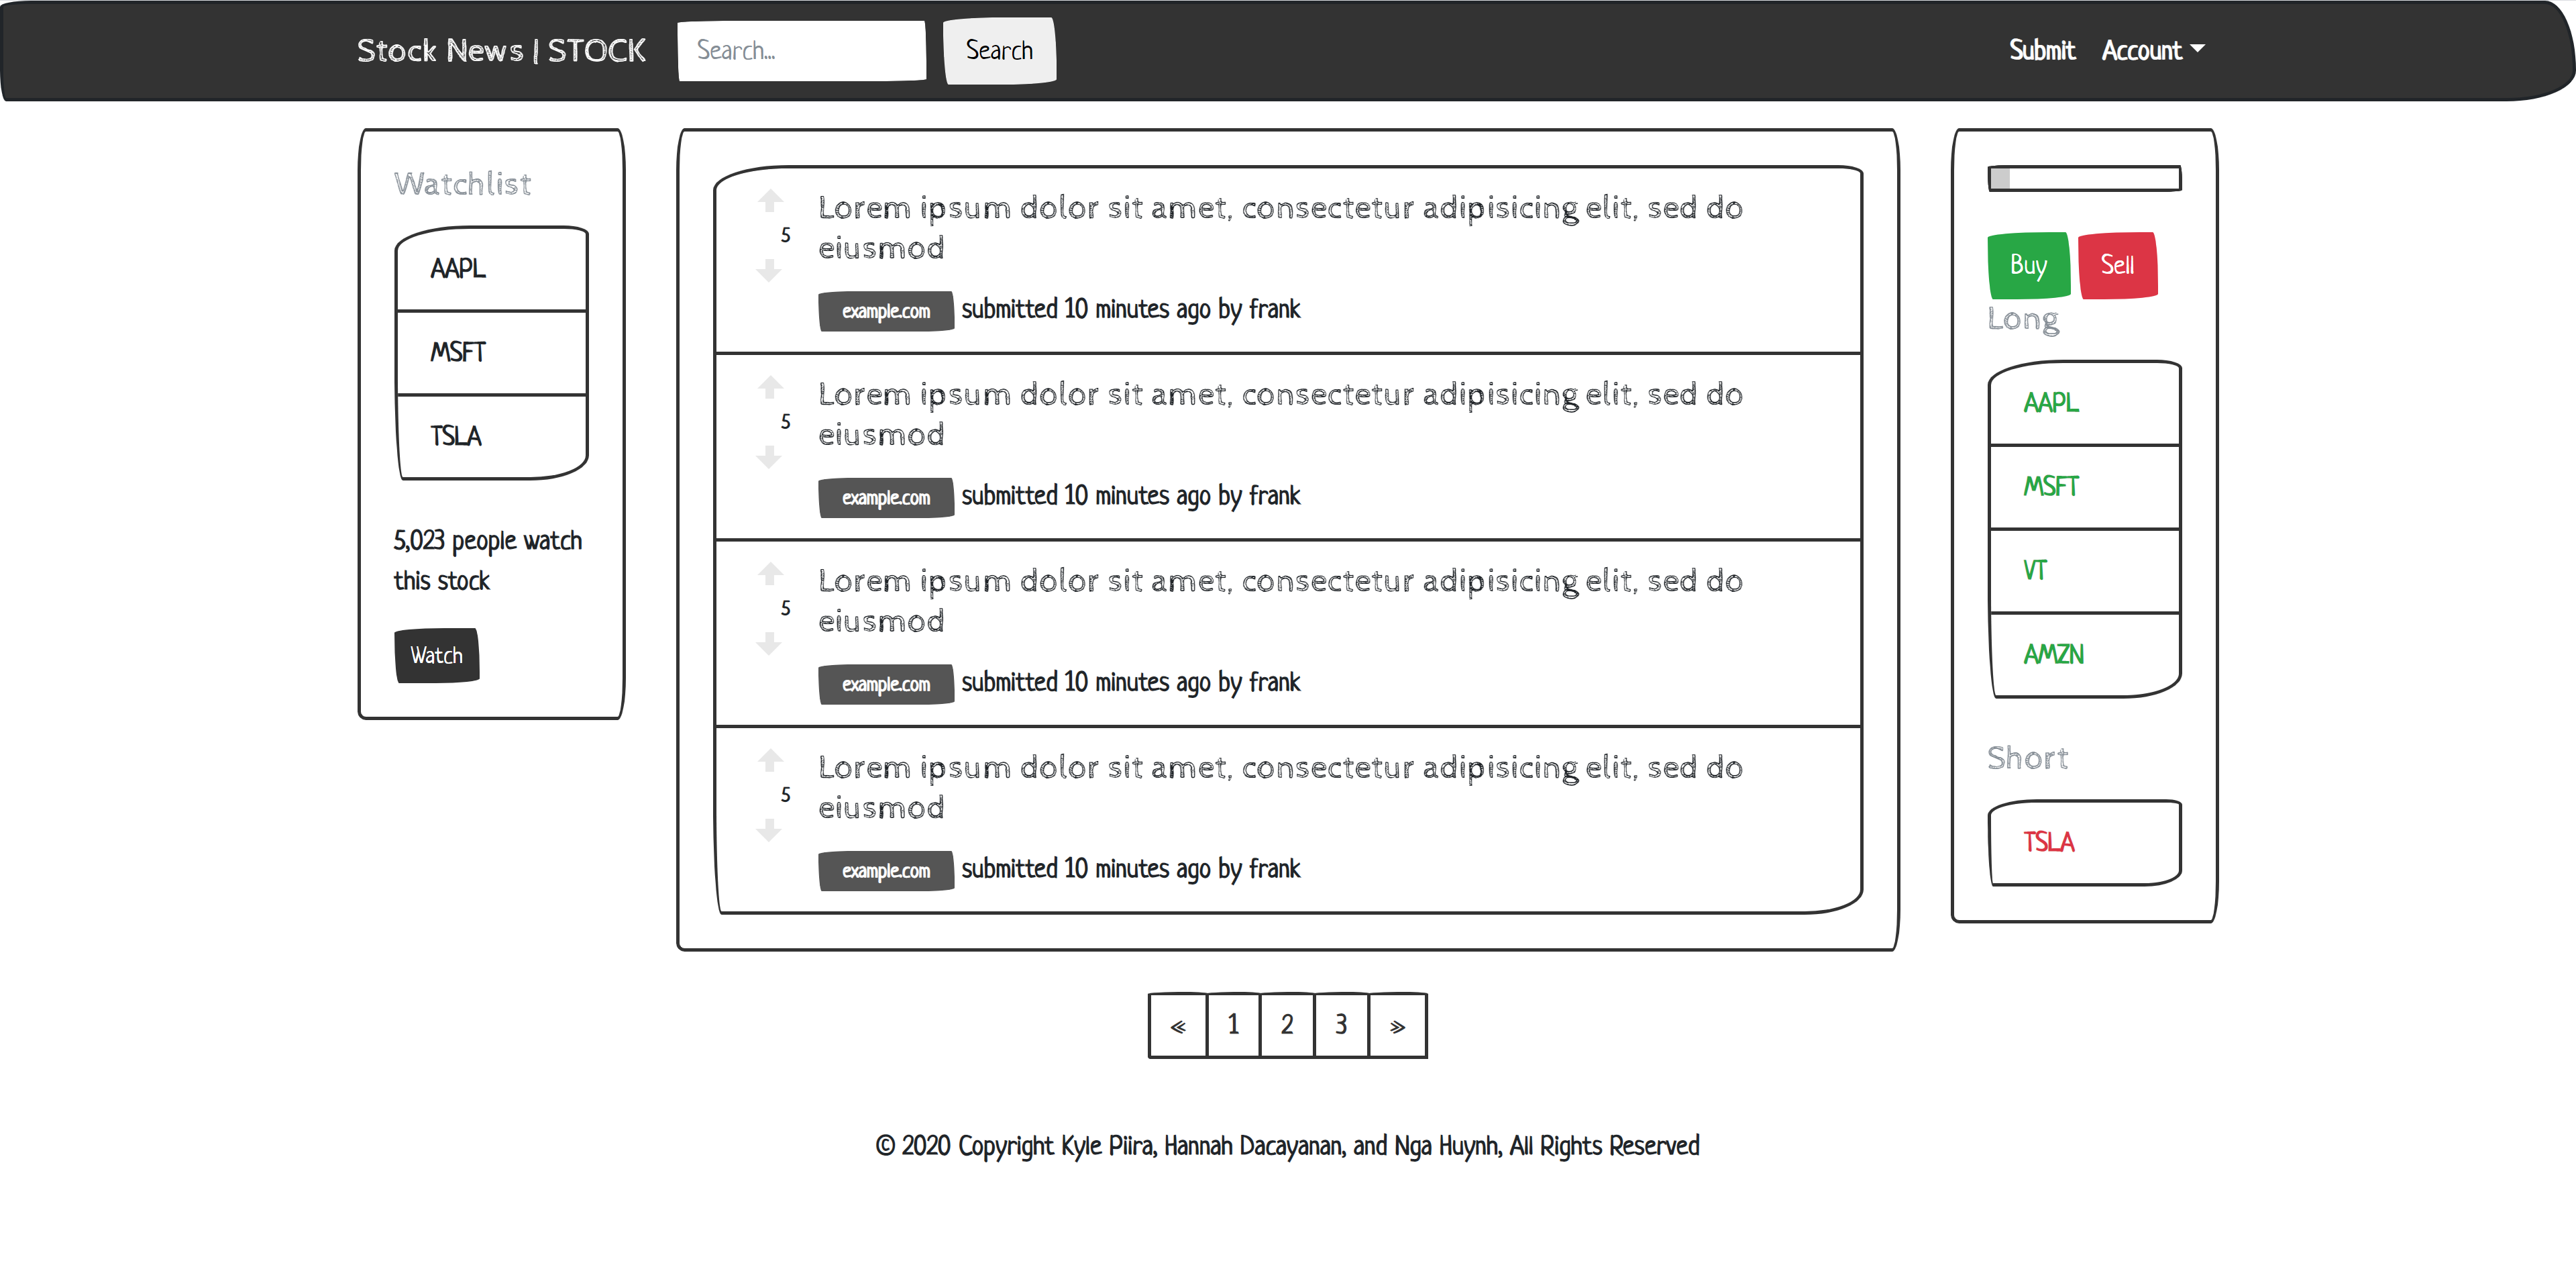 Stock News | STOCK
Search...
Search
Submit
Account
Watchlist
AAPL
MSFT
TSLA
5,023 people watch
this stock
Watch
5
Lorem ipsum dolor sit amet, consectetur adipisicing elit, sed do
eiusmod
example.com submitted 10 minutes ago by frank
5
Lorem ipsum dolor sit amet, consectetur adipisicing elit, sed do
eiusmod
example.com submitted 10 minutes ago by frank
5
Lorem ipsum dolor sit amet, consectetur adipisicing elit, sed do
eiusmod
example.com submitted 10 minutes ago by frank
5
Lorem ipsum dolor sit amet, consectetur adipisicing elit, sed do
eiusmod
example.com submitted 10 minutes ago by frank
Buy
Sell
Long
AAPL
MSFT
VT
AMZN
Short
TSLA
« 1 2 3 »
© 2020 Copyright Kyle Piira, Hannah Dacayanan, and Nga Huynh, All Rights Reserved